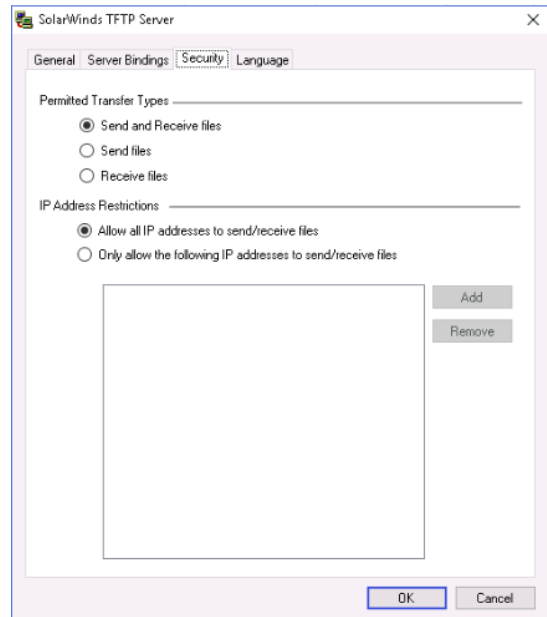 SolarWinds TFTP Server
General Server Bindings Security Language
Permitted Transfer Types
Send and Receive files
Send files
Receive files
IP Address Restrictions
Allow all IP addresses to send/receive files
Only allow the following IP addresses to send/receive files
Add
Remove
OK Cancel